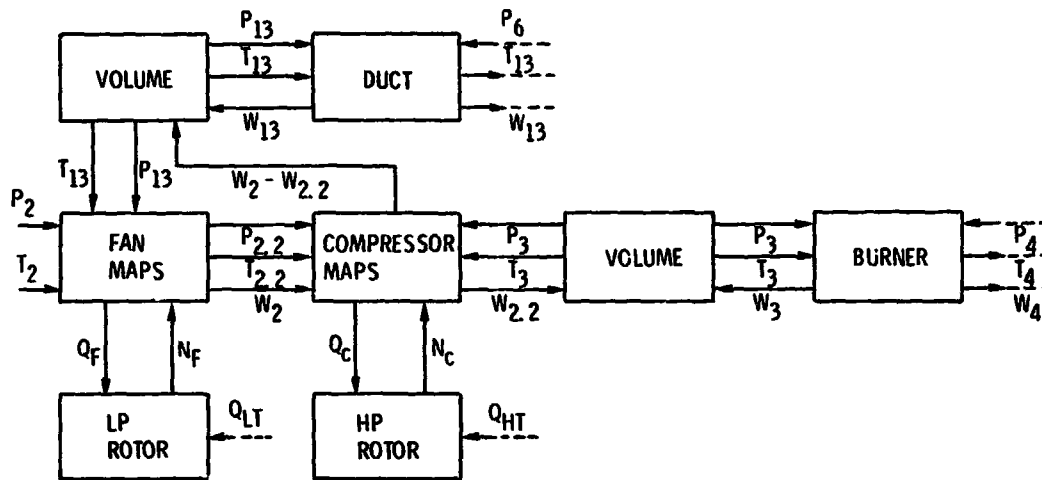 P13
P6
T13
T13
VOLUME
DUCT
W13
W13
T13
P13
W2 - W2.2
P2
T2
FAN
MAPS
P2.2
T2.2
W2
COMPRESSOR
MAPS
P3
T3
W2.2
VOLUME
P3
T3
W3
BURNER
P4
T4
W4
QF
NF
QC
NC
LP
ROTOR
QLT
HP
ROTOR
QHT